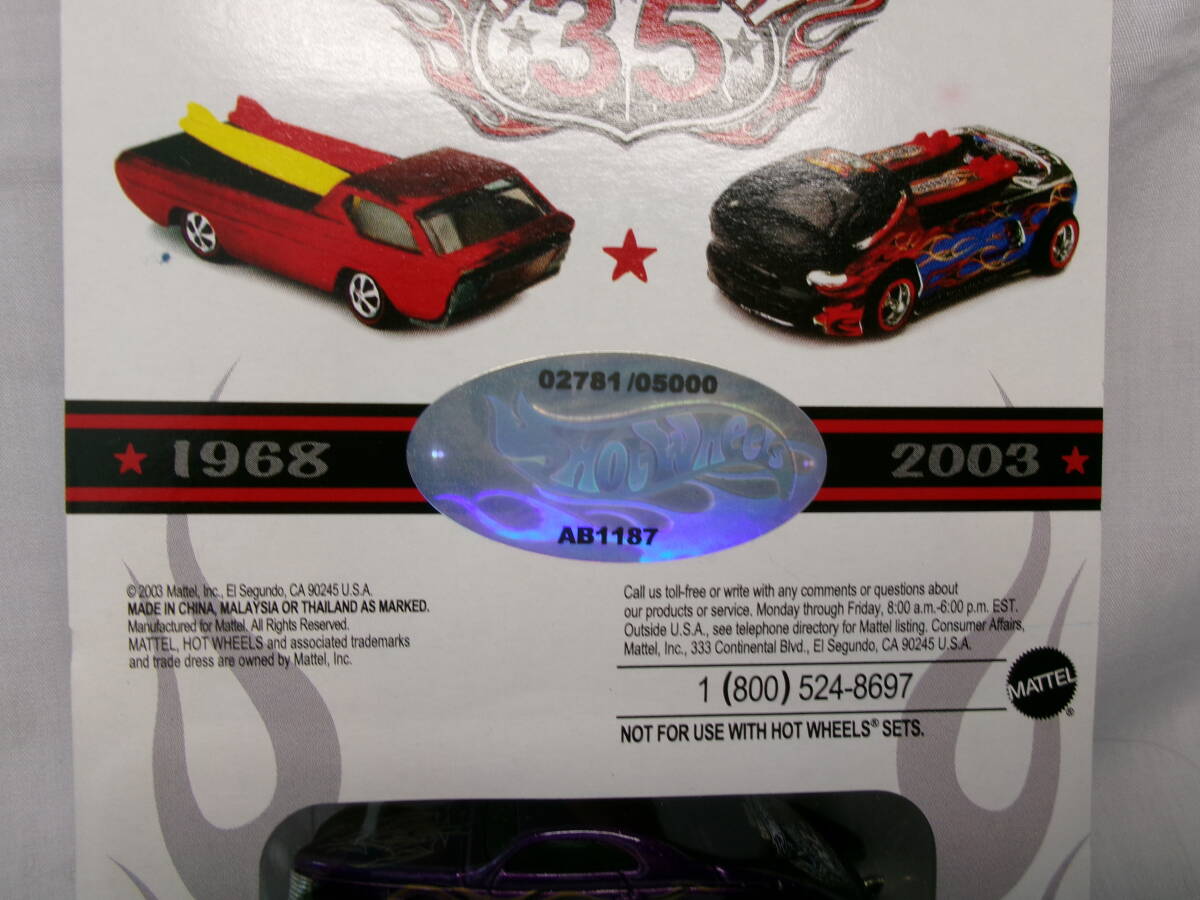 35
02781/05000
HOT WHEELS
AB1187
1968
2003
© 2003 Mattel, Inc., El Segundo, CA 90245 U.S.A.
MADE IN CHINA, MALAYSIA OR THAILAND AS MARKED.
Manufactured for Mattel. All Rights Reserved.
MATTEL, HOT WHEELS and associated trademarks
and trade dress are owned by Mattel, Inc.
Call us toll-free or write with any comments or questions about
our products or service. Monday through Friday, 8:00 a.m.-6:00 p.m. EST.
Outside U.S.A., see telephone directory for Mattel listing. Consumer Affairs,
Mattel, Inc., 333 Continental Blvd., El Segundo, CA 90245 U.S.A.
1 (800) 524-8697
MATTEL®
NOT FOR USE WITH HOT WHEELS® SETS.